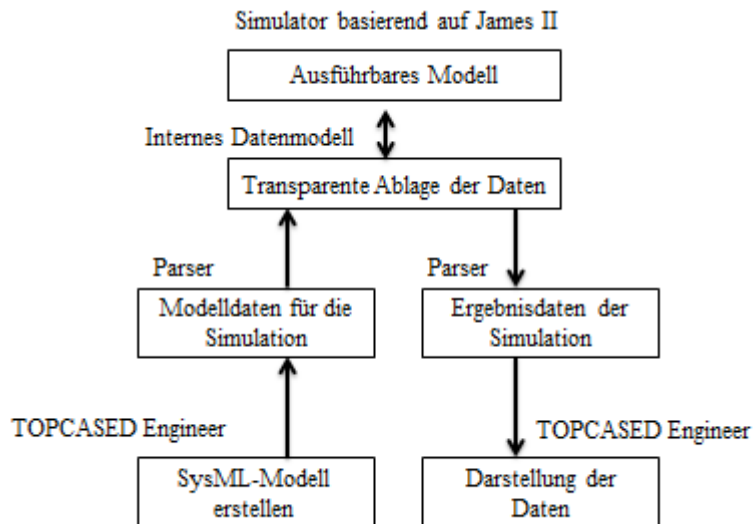 Simulator basierend auf James II
Ausführbares Modell
Internes Datenmodell
Transparente Ablage der Daten
Parser
Parser
Modelldaten für die
Simulation
Ergebnisdaten der
Simulation
TOPCASED Engineer
TOPCASED Engineer
SysML-Modell
erstellen
Darstellung der
Daten